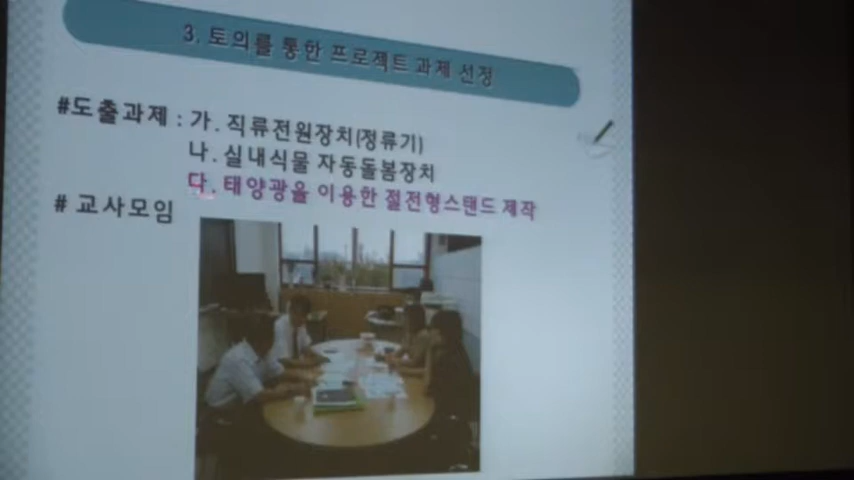 3. 토의를 통한 프로젝트 과제 선정
#도출과제 : 가. 직류전원장치(정류기)
나. 실내식물 자동돌봄장치
다. 태양광을 이용한 절전형스탠드 제작
# 교사모임